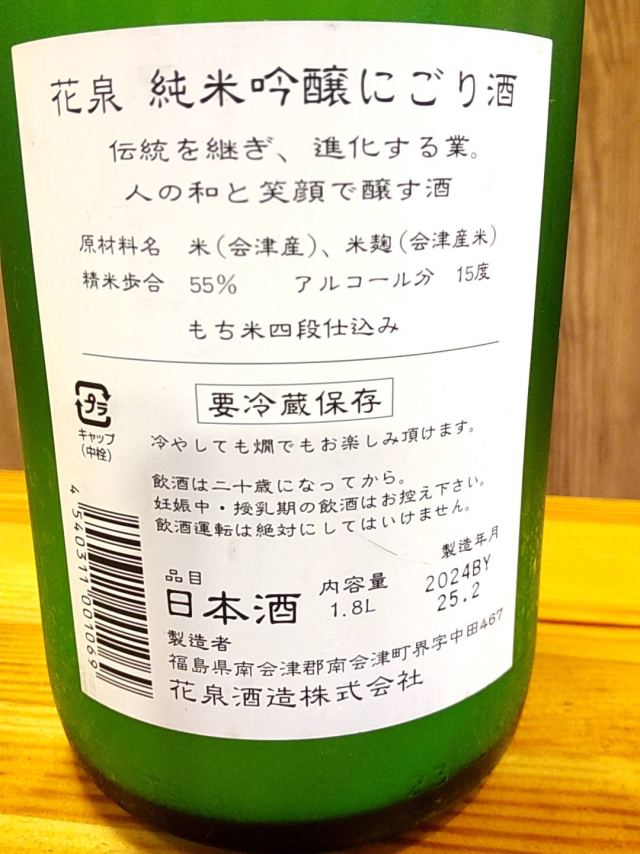 花泉 純米吟醸にごり酒
伝統を継ぎ、進化する業。
人の和と笑顔で醸す酒
原材料名 米(会津産)、米麹(会津産米)
精米歩合 55% アルコール分 15度
もち米四段仕込み
要冷蔵保存
プラ
キャップ
(中栓)
冷やしても燗でもお楽しみ頂けます。
飲酒は二十歳になってから。
妊娠中・授乳期の飲酒はお控え下さい。
飲酒運転は絶対にしてはいけません。
4 540311 001069
品目
日本酒
内容量
1.8L
製造年月
2024BY
25.2
製造者
福島県南会津郡南会津町界字中田467
花泉酒造株式会社